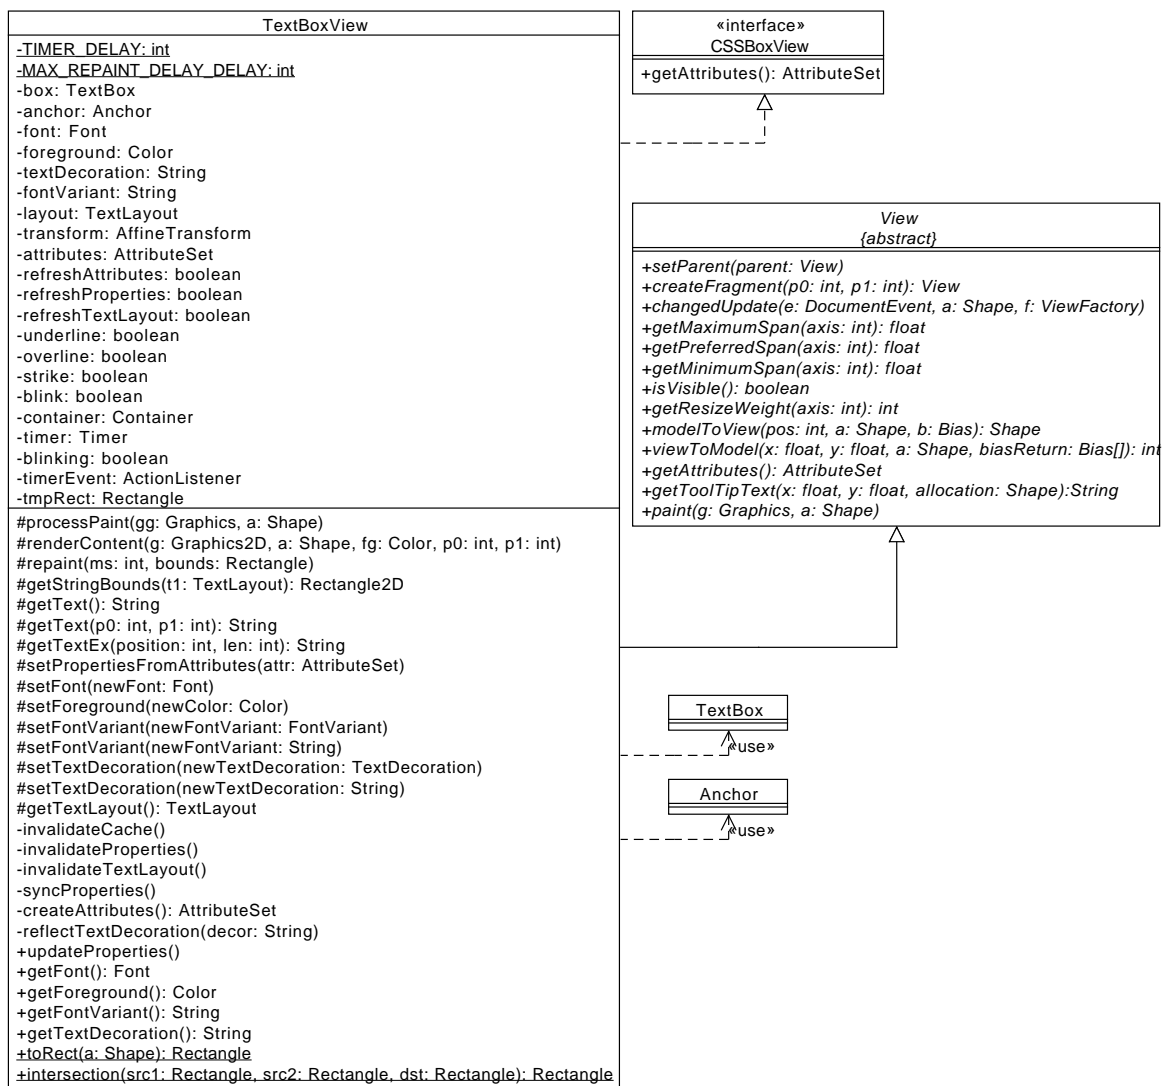 TextBoxView
-TIMER_DELAY: int
-MAX_REPAINT_DELAY_DELAY: int
-box: TextBox
-anchor: Anchor
-font: Font
-foreground: Color
-textDecoration: String
-fontVariant: String
-layout: TextLayout
-transform: AffineTransform
-attributes: AttributeSet
-refreshAttributes: boolean
-refreshProperties: boolean
-refreshTextLayout: boolean
-underline: boolean
-overline: boolean
-strike: boolean
-blink: boolean
-container: Container
-timer: Timer
-blinking: boolean
-timerEvent: ActionListener
-tmpRect: Rectangle
#processPaint(gg: Graphics, a: Shape)
#renderContent(g: Graphics2D, a: Shape, fg: Color, p0: int, p1: int)
#repaint(ms: int, bounds: Rectangle)
#getStringBounds(t1: TextLayout): Rectangle2D
#getText(): String
#getText(p0: int, p1: int): String
#getTextEx(position: int, len: int): String
#setPropertiesFromAttributes(attr: AttributeSet)
#setFont(newFont: Font)
#setForeground(newColor: Color)
#setFontVariant(newFontVariant: FontVariant)
#setFontVariant(newFontVariant: String)
#setTextDecoration(newTextDecoration: TextDecoration)
#setTextDecoration(newTextDecoration: String)
#getTextLayout(): TextLayout
-invalidateCache()
-invalidateProperties()
-invalidateTextLayout()
-syncProperties()
-createAttributes(): AttributeSet
-reflectTextDecoration(decor: String)
+updateProperties()
+getFont(): Font
+getForeground(): Color
+getFontVariant(): String
+getTextDecoration(): String
+toRect(a: Shape): Rectangle
+intersection(src1: Rectangle, src2: Rectangle, dst: Rectangle): Rectangle
«interface»
CSSBoxView
+getAttributes(): AttributeSet
View
{abstract}
+setParent(parent: View)
+createFragment(p0: int, p1: int): View
+changedUpdate(e: DocumentEvent, a: Shape, f: ViewFactory)
+getMaximumSpan(axis: int): float
+getPreferredSpan(axis: int): float
+getMinimumSpan(axis: int): float
+isVisible(): boolean
+getResizeWeight(axis: int): int
+modelToView(pos: int, a: Shape, b: Bias): Shape
+viewToModel(x: float, y: float, a: Shape, biasReturn: Bias[]): int
+getAttributes(): AttributeSet
+getToolTipText(x: float, y: float, allocation: Shape):String
+paint(g: Graphics, a: Shape)
TextBox
«use»
Anchor
«use»